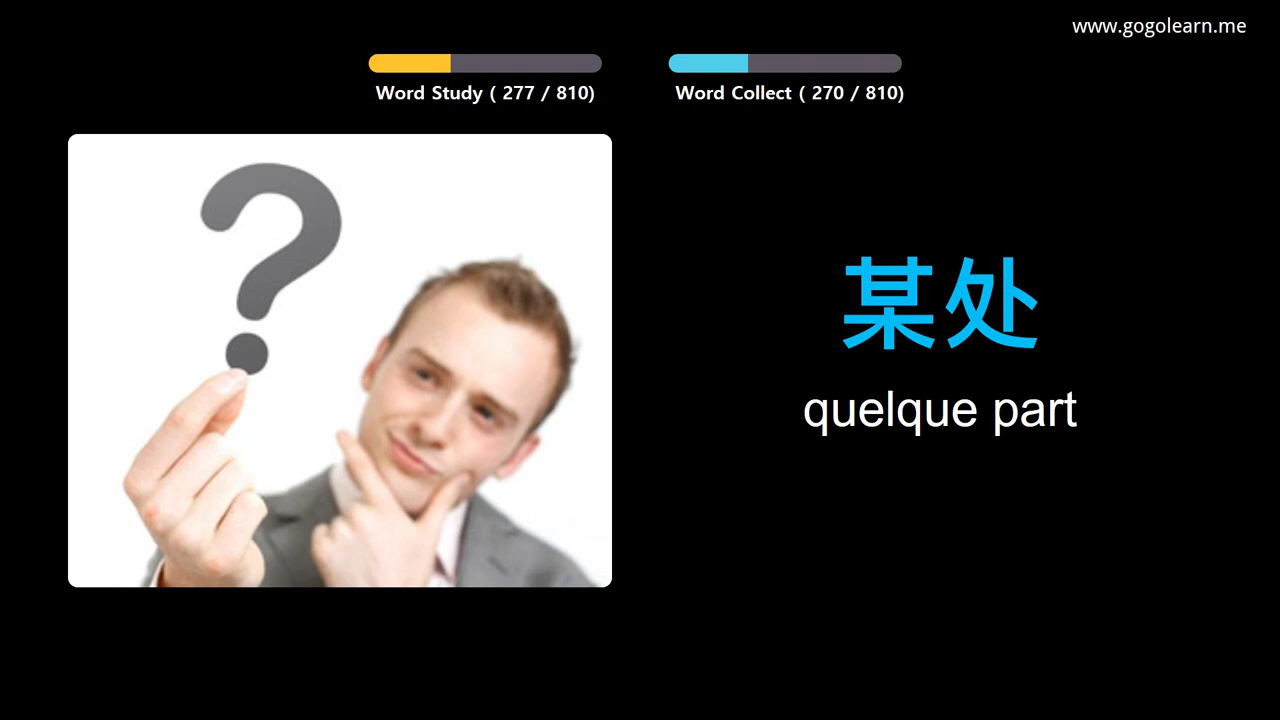 www.gogolearn.me
Word Study ( 277 / 810)
Word Collect ( 270 / 810)
?
某处
quelque part